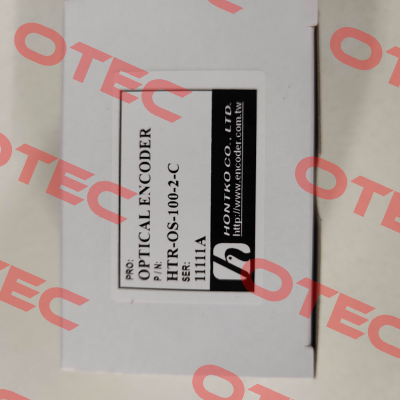 PRO:
OPTICAL ENCODER
P / N:
HTR-OS-100-2-C
SER:
11111A
HONTKO CO., LTD.
http://www.encoder.com.tw
OTEC
OTEC
OTEC
OTEC
OTEC
OTEC